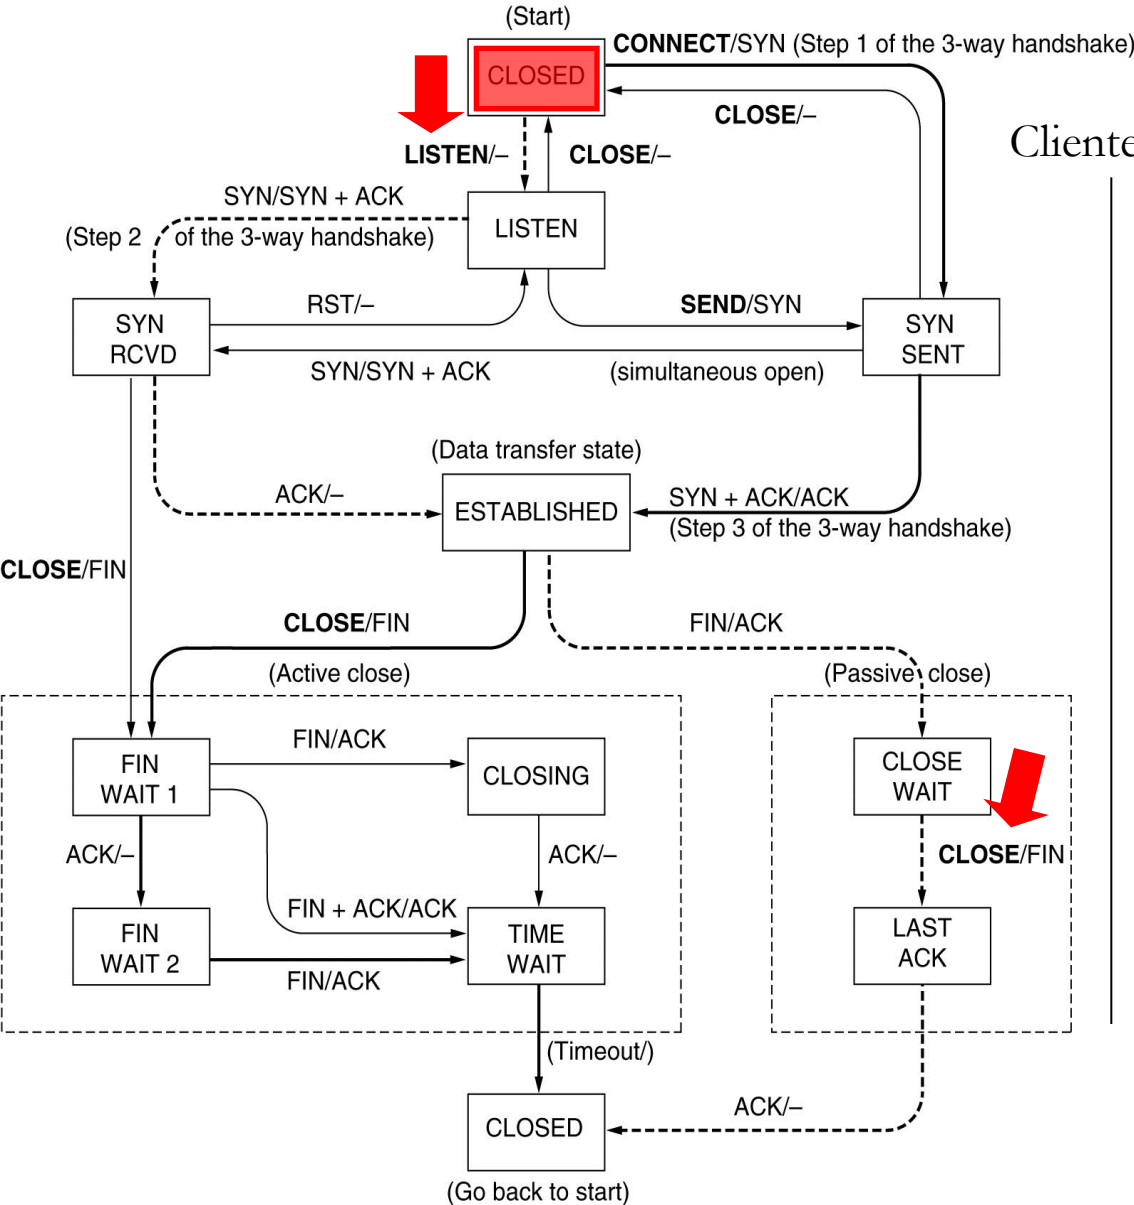 (Start)
CONNECT/SYN (Step 1 of the 3-way handshake)
CLOSED
CLOSE/–
Cliente
LISTEN/–
CLOSE/–
SYN/SYN + ACK
LISTEN
(Step 2 of the 3-way handshake)
RST/–
SEND/SYN
SYN
RCVD
SYN
SENT
SYN/SYN + ACK
(simultaneous open)
(Data transfer state)
ACK/–
ESTABLISHED
SYN + ACK/ACK
(Step 3 of the 3-way handshake)
CLOSE/FIN
CLOSE/FIN
FIN/ACK
(Active close)
(Passive close)
FIN/ACK
FIN
WAIT 1
CLOSING
CLOSE
WAIT
ACK/–
ACK/–
CLOSE/FIN
FIN + ACK/ACK
FIN
WAIT 2
TIME
WAIT
LAST
ACK
FIN/ACK
(Timeout/)
ACK/–
CLOSED
(Go back to start)